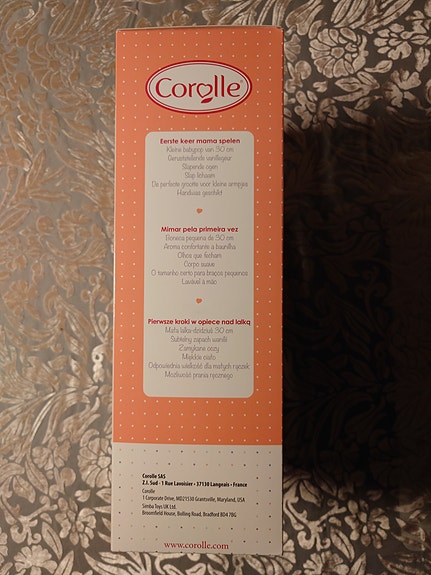 Corolle®
Eerste keer mama spelen
Kleine babypop van 30 cm
Geruststellende vanillegeur
Slapende ogen
Slap lichaam
De perfecte grootte voor kleine armpjes
Handwas geschikt
Mimar pela primeira vez
Boneca pequena de 30 cm
Aroma confortante a baunilha
Olhos que fecham
Corpo suave
O tamanho certo para braços pequenos
Lavável à mão
Pierwsze kroki w opiece nad lalką
Mała lalka-dzidziuś 30 cm
Subtelny zapach wanilii
Zamykane oczy
Miękkie ciało
Odpowiednia wielkość dla małych rączek
Możliwość prania ręcznego
Corolle SAS
Z.I. Sud - 1 Rue Lavoisier - 37130 Langeais - France
Corolle
1 Corporate Drive, MD21530 Grantsville, Maryland, USA
Simba Toys UK Ltd.
Broomfield House, Bolling Road, Bradford BD4 7BG
www.corolle.com